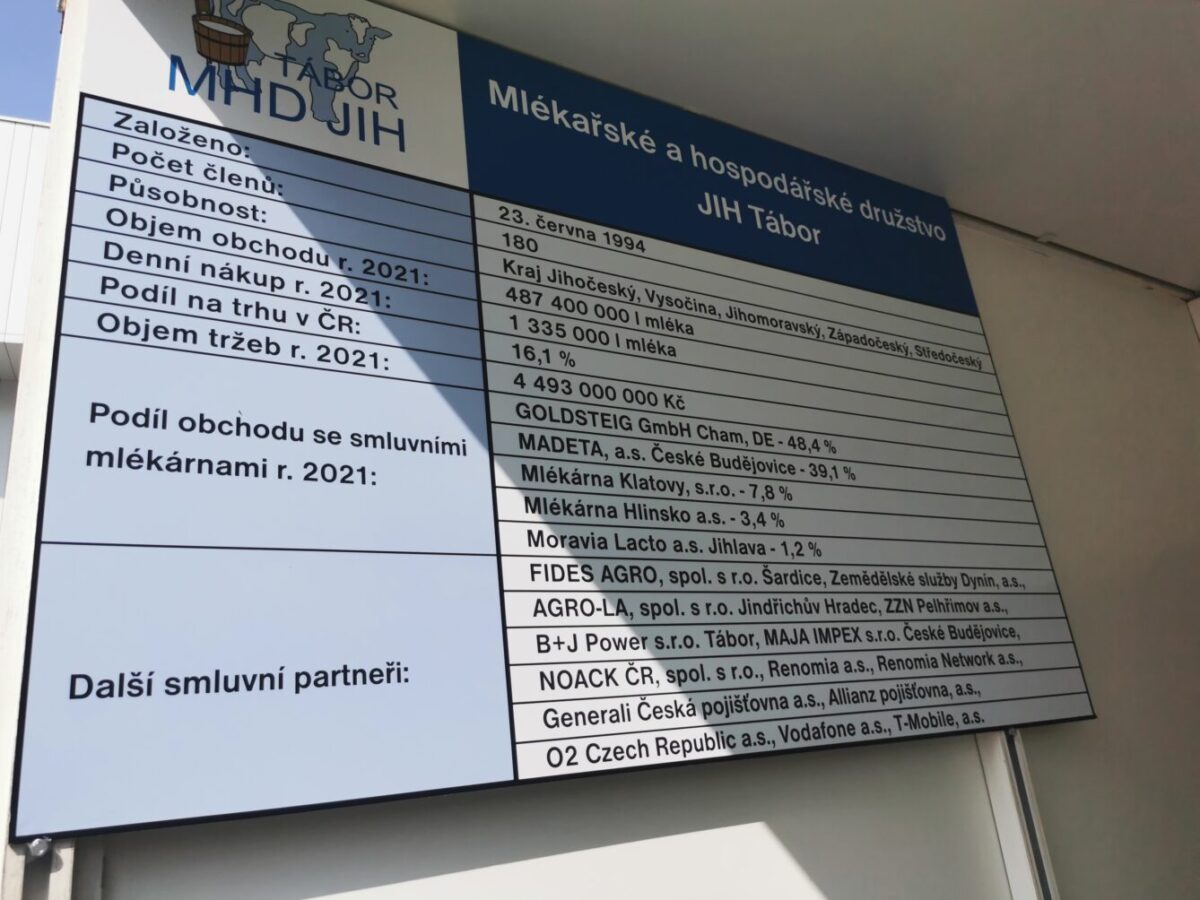 TÁBOR
MHD JIH
Mlékařské a hospodářské družstvo
JIH Tábor
Založeno: 23. června 1994
Počet členů: 180
Působnost: Kraj Jihočeský, Vysočina, Jihomoravský, Západočeský, Středočeský
Objem obchodu r. 2021: 487 400 000 l mléka
Denní nákup r. 2021: 1 335 000 l mléka
Podíl na trhu v ČR: 16,1 %
Objem tržeb r. 2021: 4 493 000 000 Kč
Podíl obchodu se smluvními
mlékárnami r. 2021:
GOLDSTEIG GmbH Cham, DE - 48,4 %
MADETA, a.s. České Budějovice - 39,1 %
Mlékárna Klatovy, s.r.o. - 7,8 %
Mlékárna Hlinsko a.s. - 3,4 %
Moravia Lacto a.s. Jihlava - 1,2 %
Další smluvní partneři:
FIDES AGRO, spol. s r.o. Šardice, Zemědělské služby Dynín, a.s.,
AGRO-LA, spol. s r.o. Jindřichův Hradec, ZZN Pelhřimov a.s.,
B+J Power s.r.o. Tábor, MAJA IMPEX s.r.o. České Budějovice,
NOACK ČR, spol. s r.o., Renomia a.s., Renomia Network a.s.,
Generali Česká pojišťovna a.s., Allianz pojišťovna, a.s.,
O2 Czech Republic a.s., Vodafone a.s., T-Mobile, a.s.